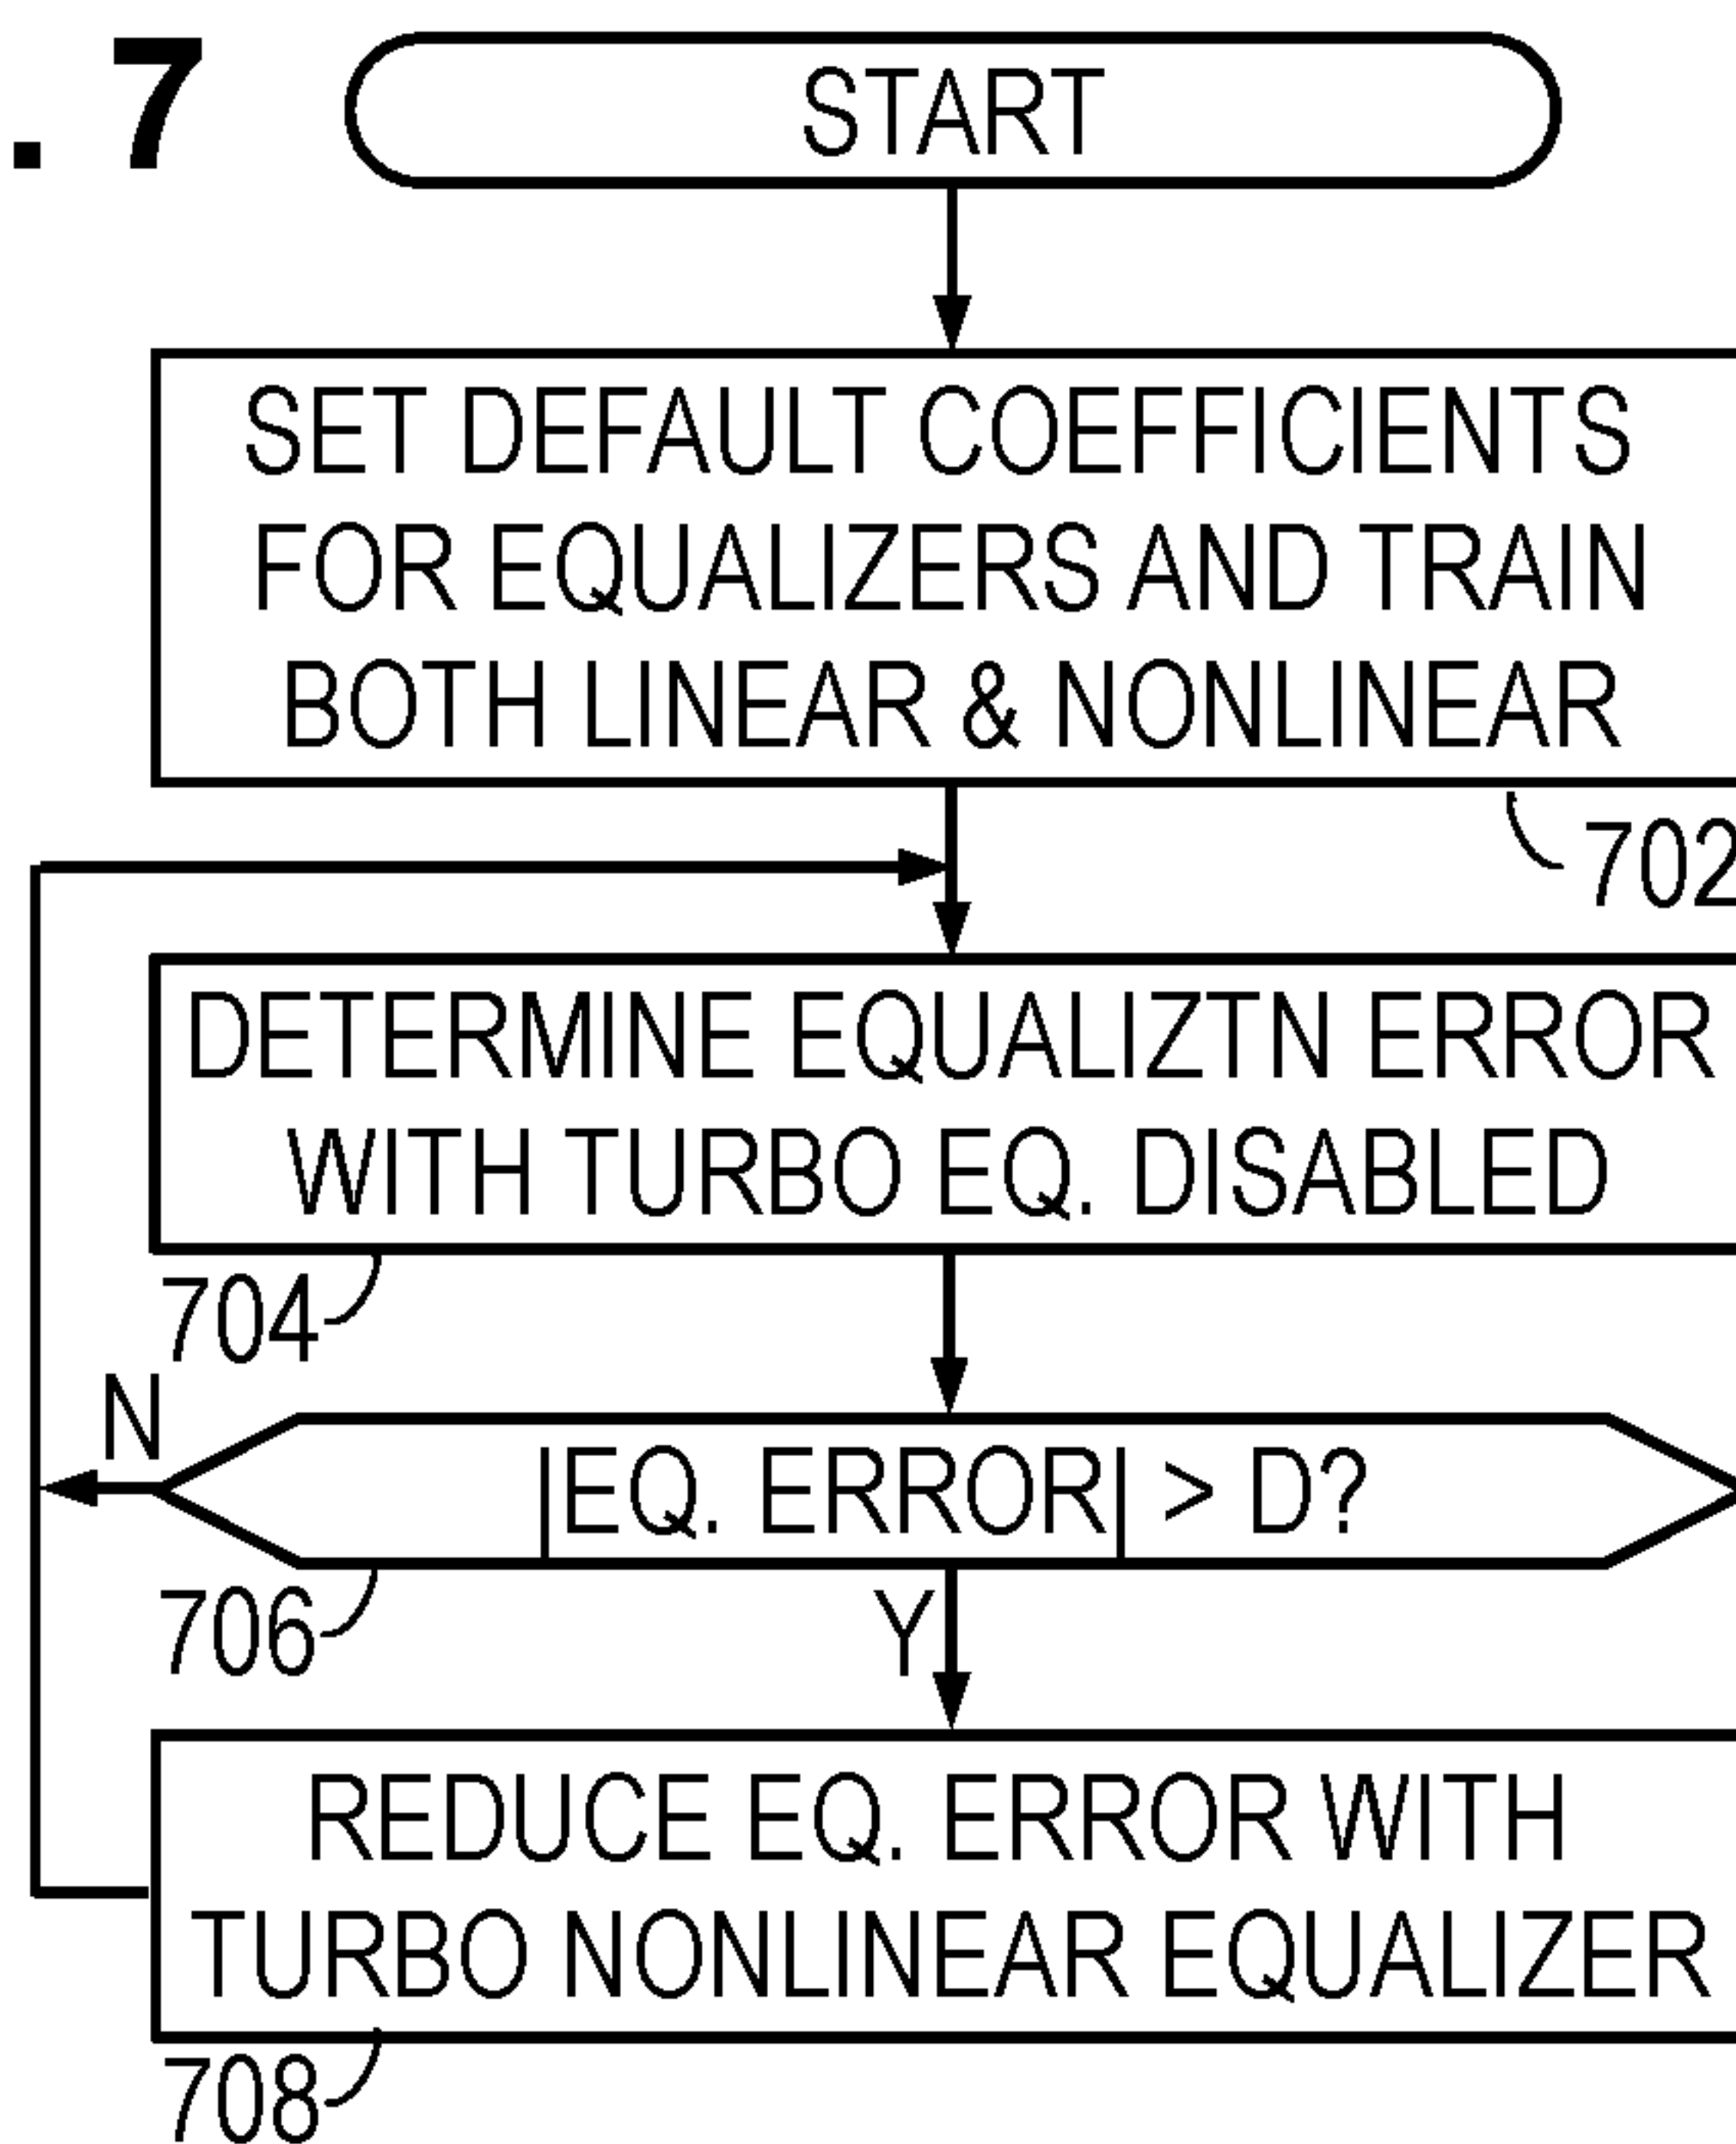 . 7
START
SET DEFAULT COEFFICIENTS
FOR EQUALIZERS AND TRAIN
BOTH LINEAR & NONLINEAR
702
DETERMINE EQUALIZTN ERROR
WITH TURBO EQ. DISABLED
704
N
|EQ. ERROR| > D?
706
Y
REDUCE EQ. ERROR WITH
TURBO NONLINEAR EQUALIZER
708